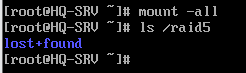 [root@HQ-SRV ~]# mount -all
[root@HQ-SRV ~]# ls /raid5
lost+found
[root@HQ-SRV ~]#